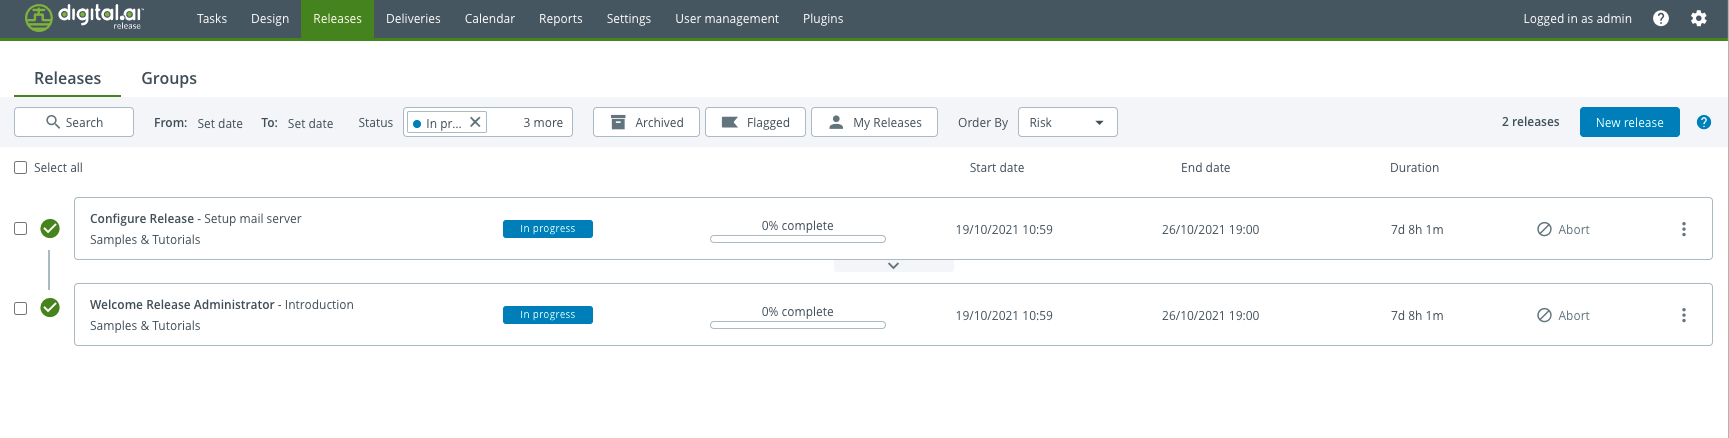 digital.ai
release
Tasks Design Releases Deliveries Calendar Reports Settings User management Plugins Logged in as admin ?
Releases Groups
Search From: Set date To: Set date Status In pr... 3 more Archived Flagged My Releases Order By Risk 2 releases New release ?
Select all Start date End date Duration
Configure Release - Setup mail server
Samples & Tutorials
In progress 0% complete 19/10/2021 10:59 26/10/2021 19:00 7d 8h 1m Abort
Welcome Release Administrator - Introduction
Samples & Tutorials
In progress 0% complete 19/10/2021 10:59 26/10/2021 19:00 7d 8h 1m Abort